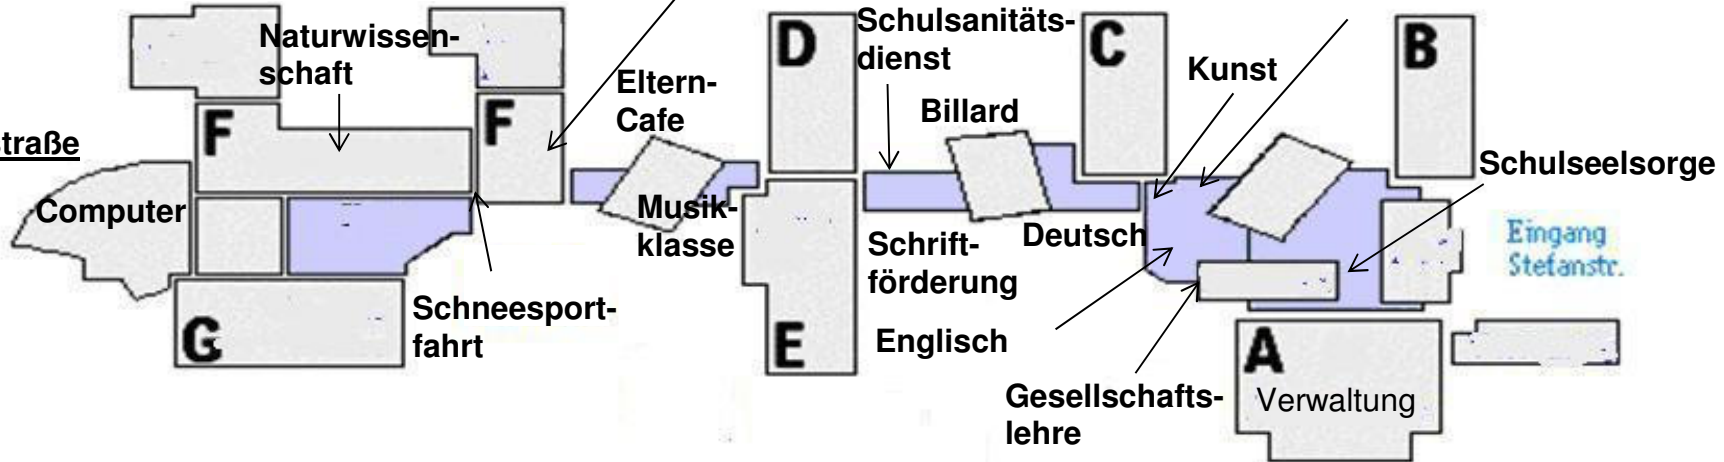 Naturwissen-
schaft
F
F
traße
Computer
G
Schneesport-
fahrt
Eltern-
Cafe
Musik-
klasse
D
E
Schulsanitäts-
dienst
Billard
Schrift-
förderung
C
Kunst
Deutsch
Englisch
Gesellschafts-
lehre
B
Schulseelsorge
Eingang
Stefanstr.
A
Verwaltung